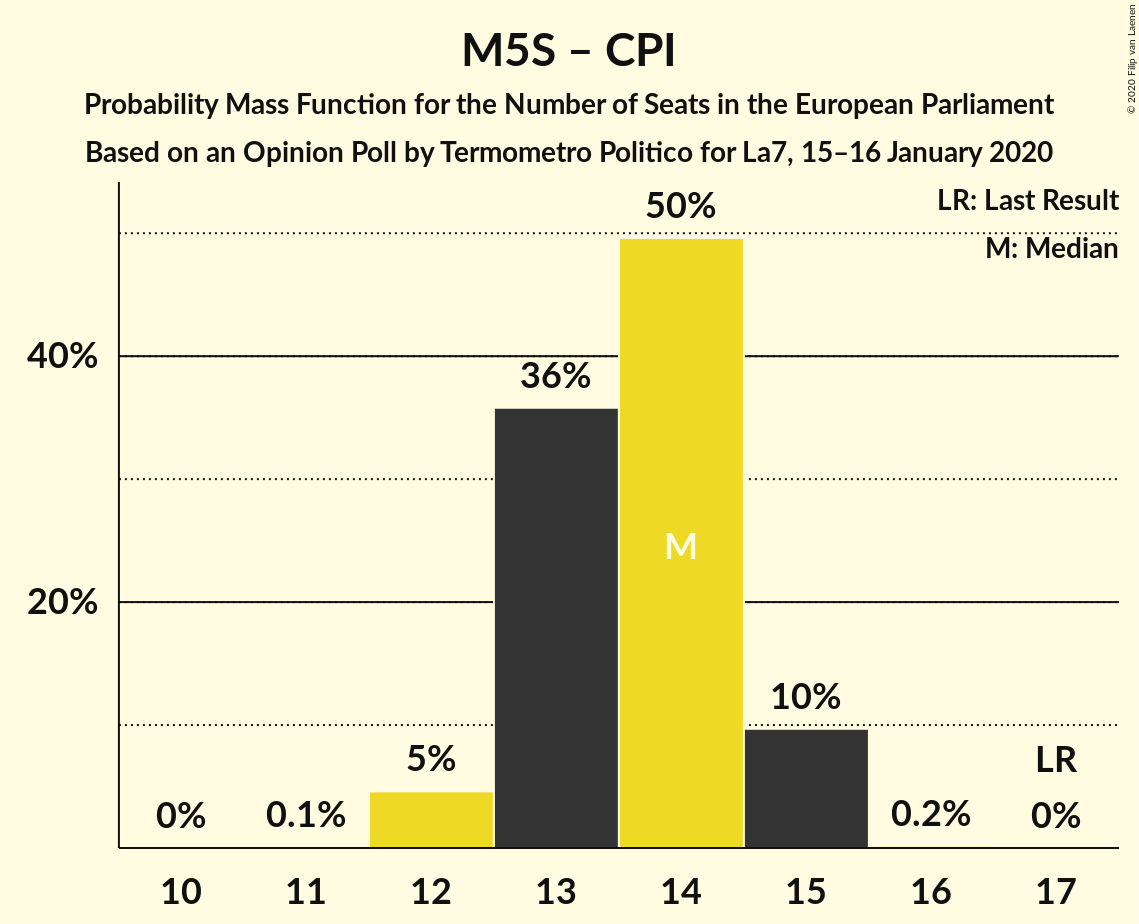 M5S – CPI
Probability Mass Function for the Number of Seats in the European Parliament
Based on an Opinion Poll by Termometro Politico for La7, 15–16 January 2020
© 2020 Filip van Laenen
LR: Last Result
M: Median
50%
40%
36%
M
20%
10%
5%
LR
0%
0.1%
0.2%
0%
10 11 12 13 14 15 16 17